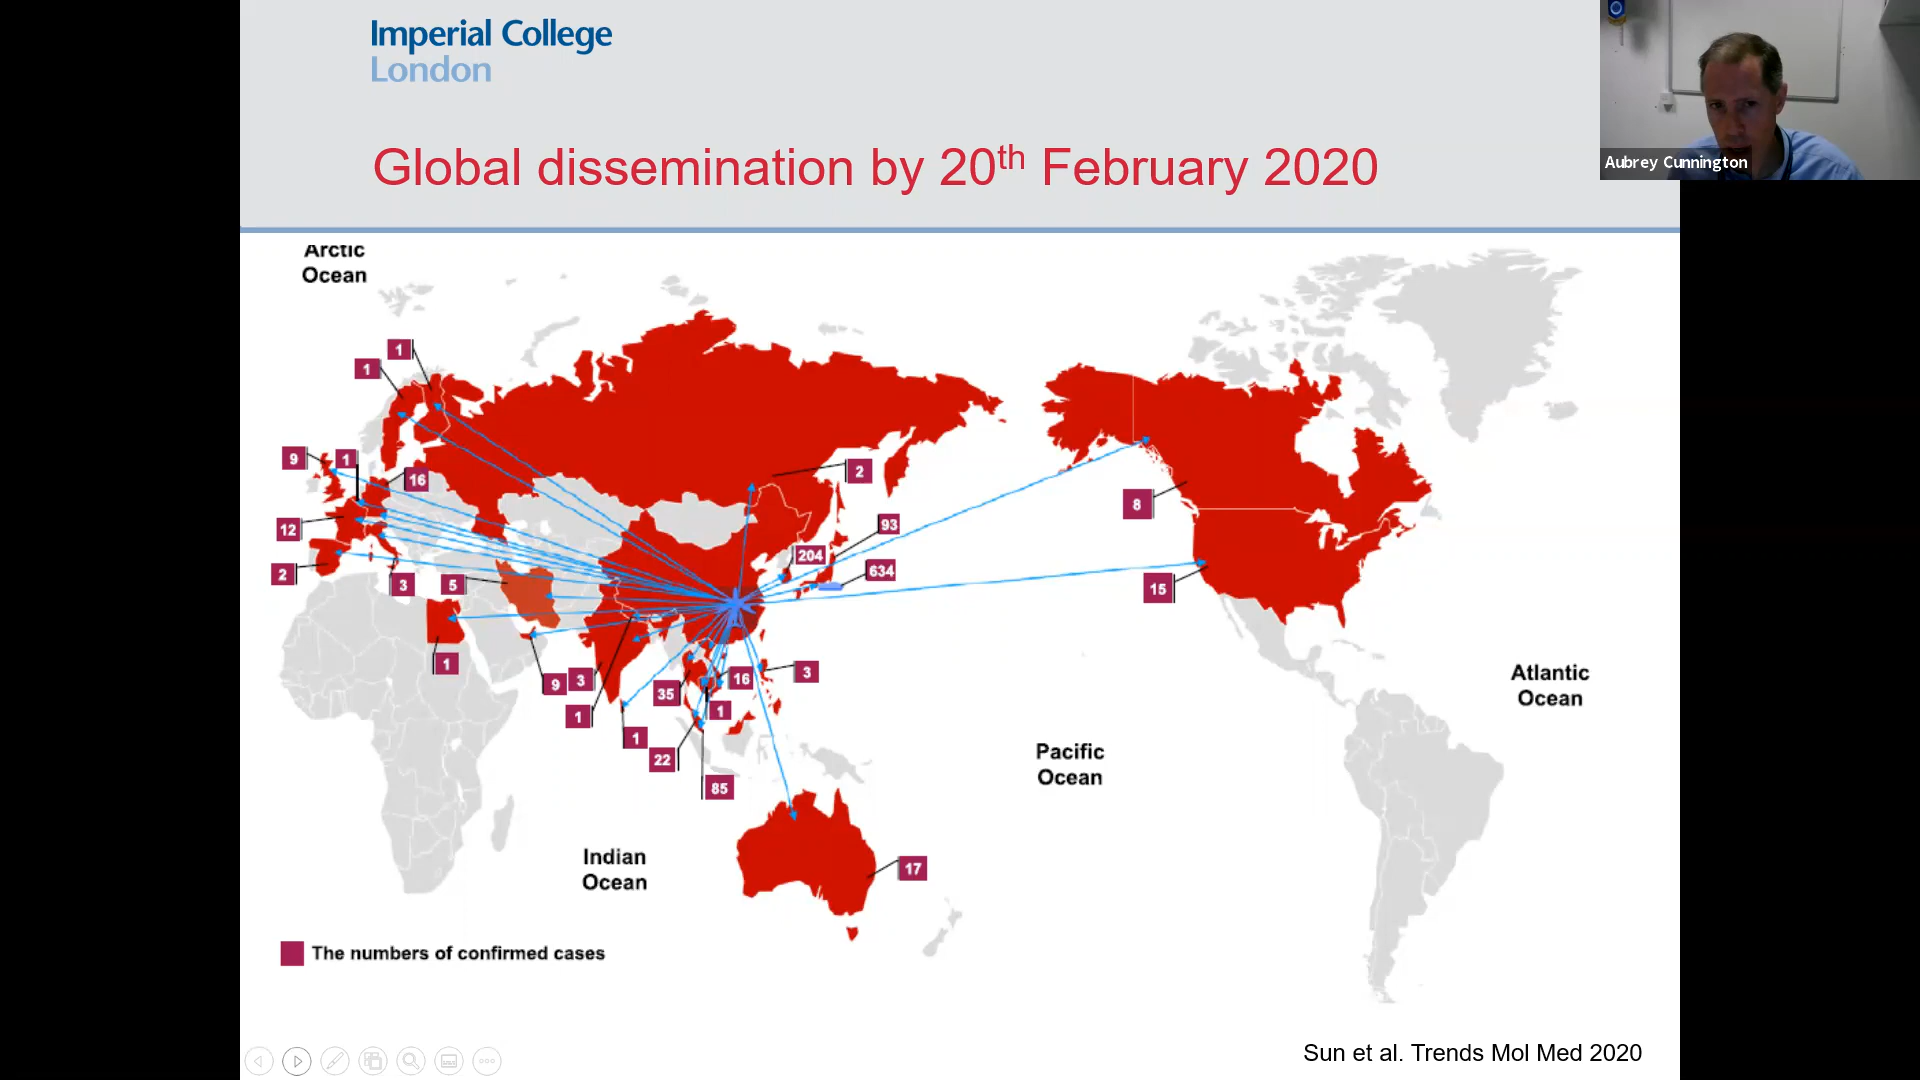 Imperial College
London
Aubrey Cunnington
Global dissemination by 20th February 2020
Arctic
Ocean
1
1
9
1
16
12
2
3
5
1
9
3
1
1
35
22
16
1
85
3
2
93
204
634
8
15
17
Pacific
Ocean
Atlantic
Ocean
Indian
Ocean
The numbers of confirmed cases
Sun et al. Trends Mol Med 2020